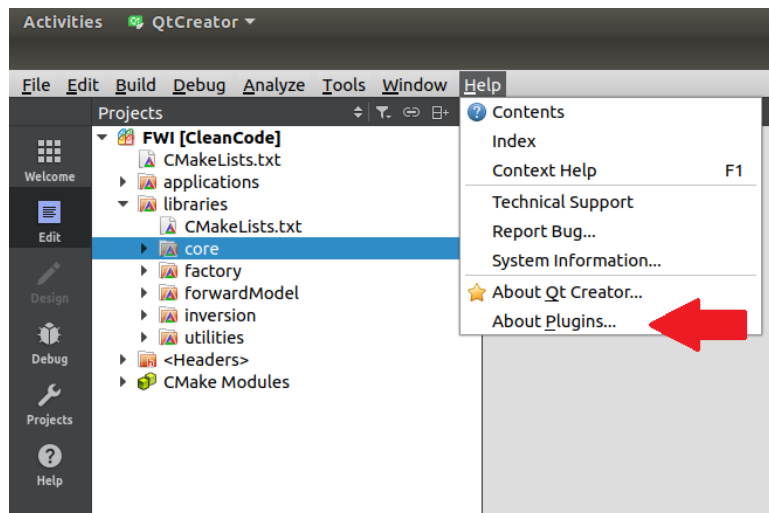 Activities QtCreator
File Edit Build Debug Analyze Tools Window Help
Projects
Welcome
Edit
Design
Debug
Projects
Help
FWI [CleanCode]
CMakeLists.txt
applications
libraries
CMakeLists.txt
core
factory
forwardModel
inversion
utilities
<Headers>
CMake Modules
Contents
Index
Context Help F1
Technical Support
Report Bug...
System Information...
About Qt Creator...
About Plugins...